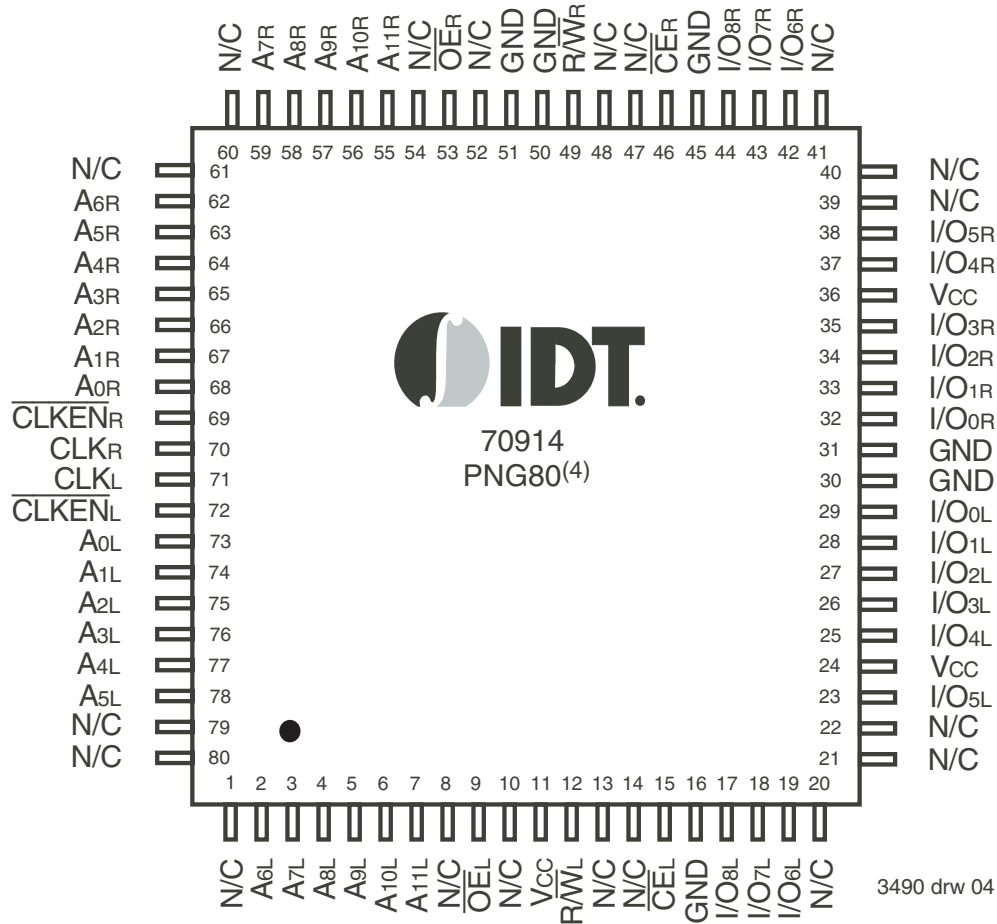 N/C A7R A8R A9R A10R A11R N/C OER N/C GND GND R/WR N/C N/C CER GND I/O8R I/O7R I/O6R N/C
60 59 58 57 56 55 54 53 52 51 50 49 48 47 46 45 44 43 42 41
N/C 61 40 N/C
A6R 62 39 N/C
A5R 63 38 I/O5R
A4R 64 37 I/O4R
A3R 65 36 VCC
A2R 66 35 I/O3R
A1R 67 34 I/O2R
A0R 68 33 I/O1R
CLKENR 69 32 I/O0R
CLKR 70 31 GND
CLKL 71 30 GND
CLKENL 72 29 I/O0L
A0L 73 28 I/O1L
A1L 74 27 I/O2L
A2L 75 26 I/O3L
A3L 76 25 I/O4L
A4L 77 24 VCC
A5L 78 23 I/O5L
N/C 79 22 N/C
N/C 80 21 N/C
IDT.
70914
PNG80(4)
1 2 3 4 5 6 7 8 9 10 11 12 13 14 15 16 17 18 19 20
N/C A6L A7L A8L A9L A10L A11L N/C OEL N/C VCC R/WL N/C N/C CEL GND I/O8L I/O7L I/O6L N/C
3490 drw 04